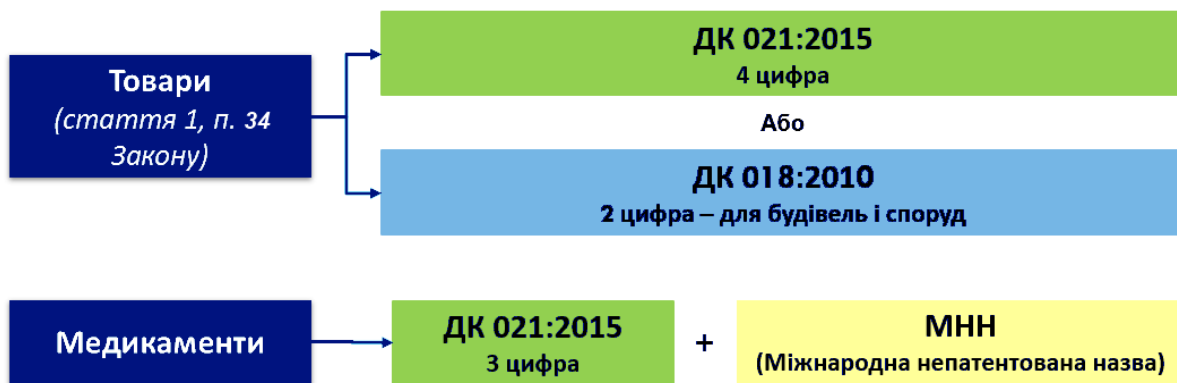 Товари
(стаття 1, п. 34
Закону)
ДК 021:2015
4 цифра
Або
ДК 018:2010
2 цифра – для будівель і споруд
Медикаменти
ДК 021:2015
3 цифра
+
МНН
(Міжнародна непатентована назва)